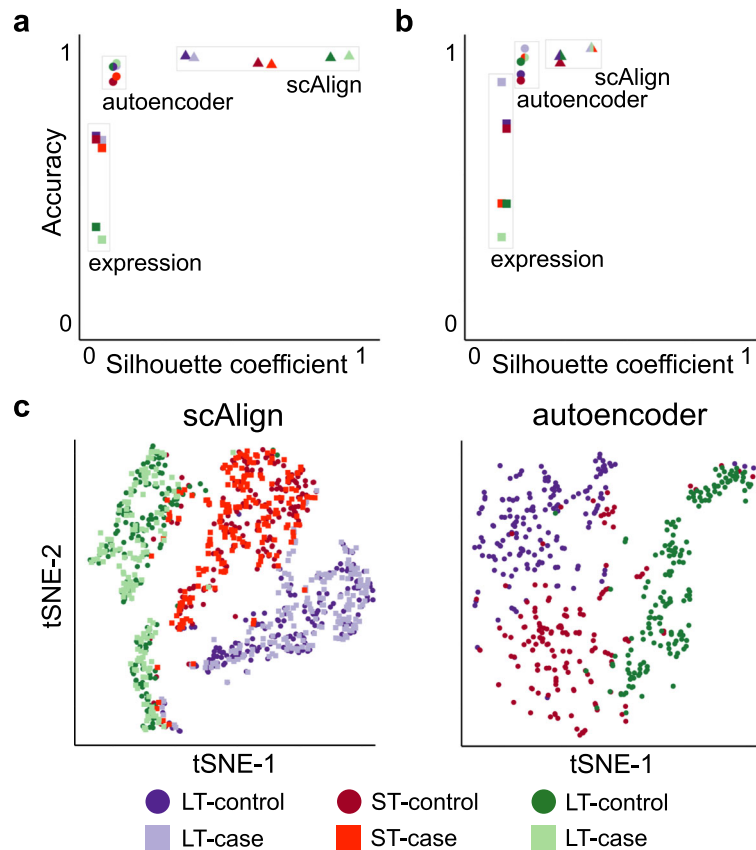 a
1
scAlign
autoencoder
Accuracy
expression
0
0
Silhouette coefficient
1
b
1
scAlign
autoencoder
expression
0
0
Silhouette coefficient
1
c
scAlign
autoencoder
tSNE-2
tSNE-1
tSNE-1
LT-control
ST-control
LT-control
LT-case
ST-case
LT-case